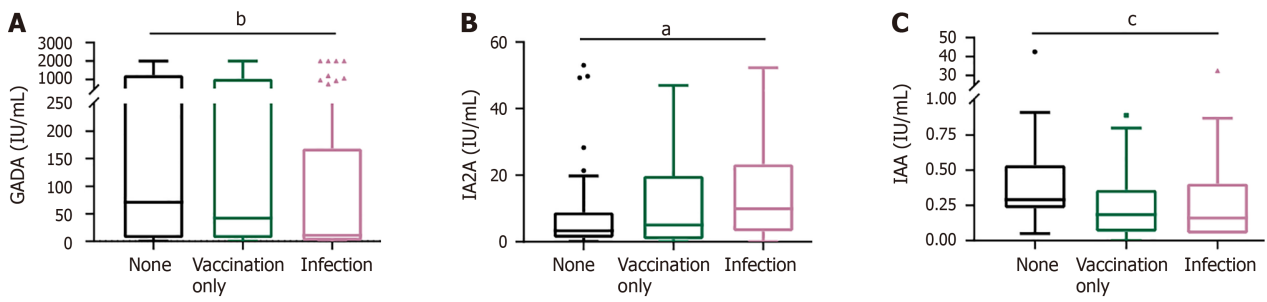 A
b
GADA (IU/mL)
3000
2000
1000
250
200
150
100
50
0
None
Vaccination
only
Infection
B
a
IA2A (IU/mL)
60
40
20
0
None
Vaccination
only
Infection
C
c
IAA (IU/mL)
50
40
30
1.00
0.75
0.50
0.25
0.00
None
Vaccination
only
Infection